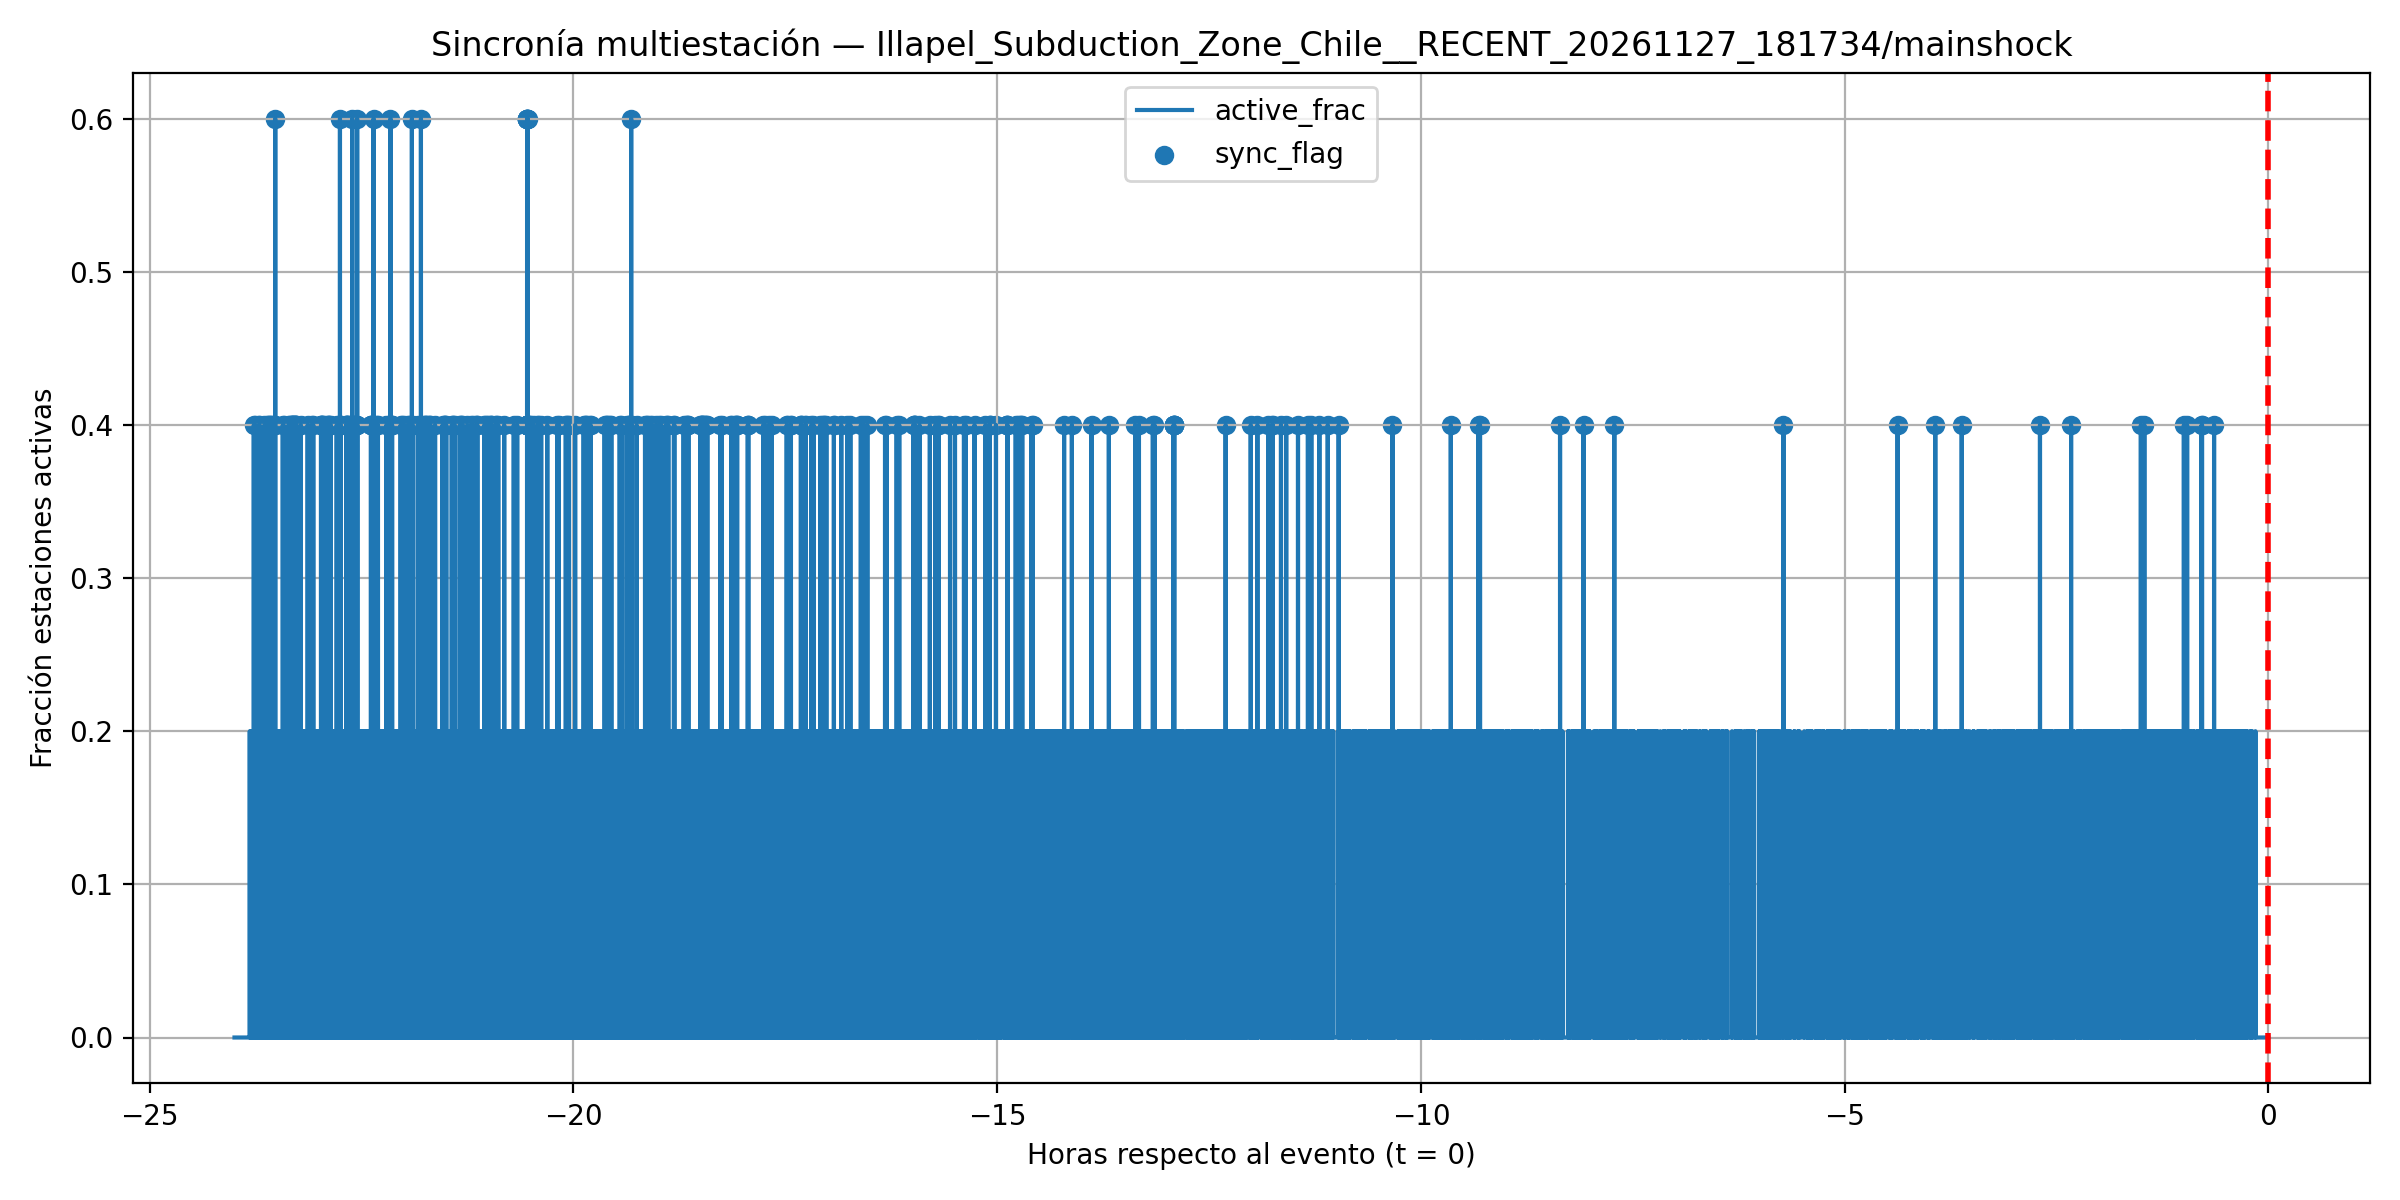 Sincronía multiestación — Illapel_Subduction_Zone_Chile__RECENT_20261127_181734/mainshock
active_frac
sync_flag
0.6
0.5
0.4
0.3
0.2
0.1
0.0
Fracción estaciones activas
−25
−20
−15
−10
−5
0
Horas respecto al evento (t = 0)